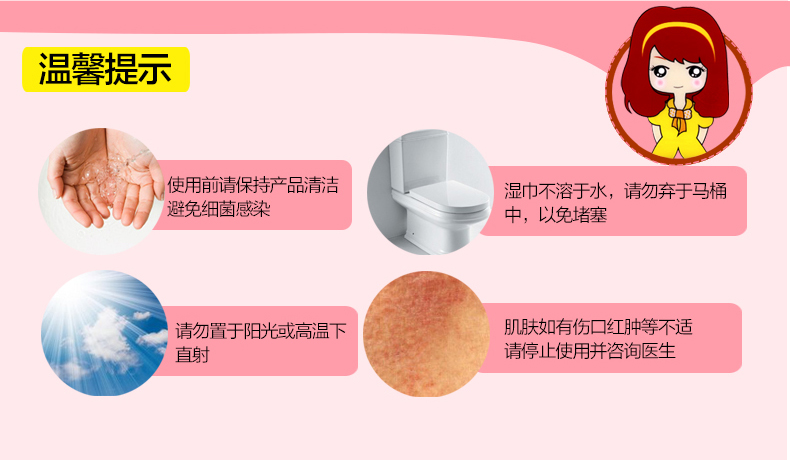 温馨提示
使用前请保持产品清洁
避免细菌感染
湿巾不溶于水，请勿弃于马桶
中，以免堵塞
请勿置于阳光或高温下
直射
肌肤如有伤口红肿等不适
请停止使用并咨询医生